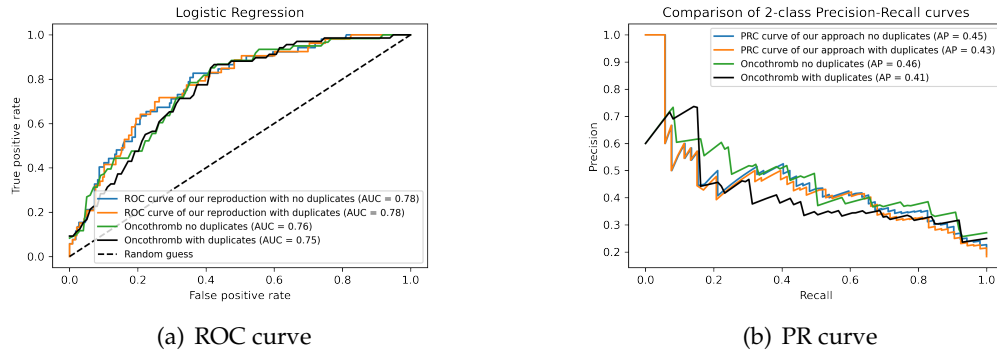 Logistic Regression
True positive rate
1.0
0.8
0.6
0.4
0.2
0.0
ROC curve of our reproduction with no duplicates (AUC = 0.78)
ROC curve of our reproduction with duplicates (AUC = 0.78)
Oncothromb no duplicates (AUC = 0.76)
Oncothromb with duplicates (AUC = 0.75)
Random guess
0.0 0.2 0.4 0.6 0.8 1.0
False positive rate
(a) ROC curve
Comparison of 2-class Precision-Recall curves
Precision
1.0
0.9
0.8
0.7
0.6
0.5
0.4
0.3
0.2
PRC curve of our approach no duplicates (AP = 0.45)
PRC curve of our approach with duplicates (AP = 0.43)
Oncothromb no duplicates (AP = 0.46)
Oncothromb with duplicates (AP = 0.41)
0.0 0.2 0.4 0.6 0.8 1.0
Recall
(b) PR curve